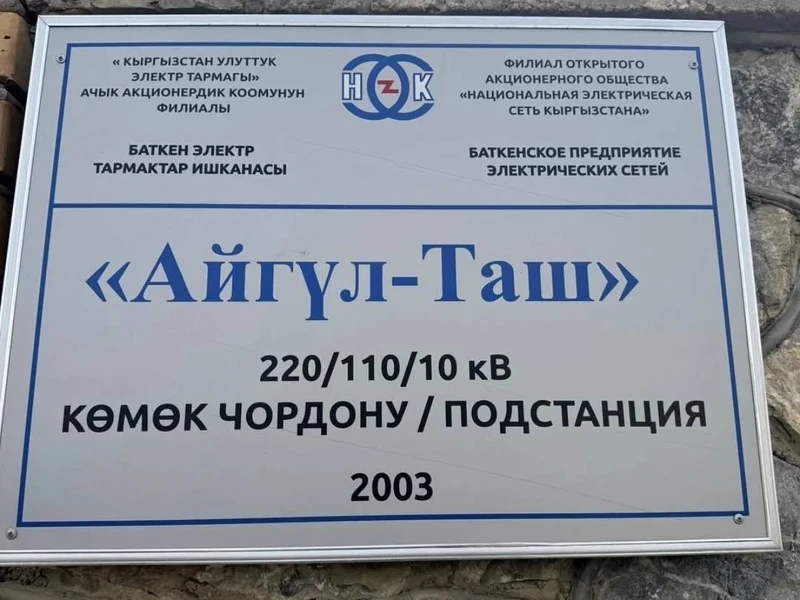 « КЫРГЫЗСТАН УЛУТТУК
ЭЛЕКТР ТАРМАГЫ»
АЧЫК АКЦИОНЕРДИК КООМУНУН
ФИЛИАЛЫ
БАТКЕН ЭЛЕКТР
ТАРМАКТАР ИШКАНАСЫ
Н Э С К
ФИЛИАЛ ОТКРЫТОГО
АКЦИОНЕРНОГО ОБЩЕСТВА
«НАЦИОНАЛЬНАЯ ЭЛЕКТРИЧЕСКАЯ
СЕТЬ КЫРГЫЗСТАНА»
БАТКЕНСКОЕ ПРЕДПРИЯТИЕ
ЭЛЕКТРИЧЕСКИХ СЕТЕЙ
«Айгүл-Таш»
220/110/10 кВ
КӨМӨК ЧОРДОНУ / ПОДСТАНЦИЯ
2003